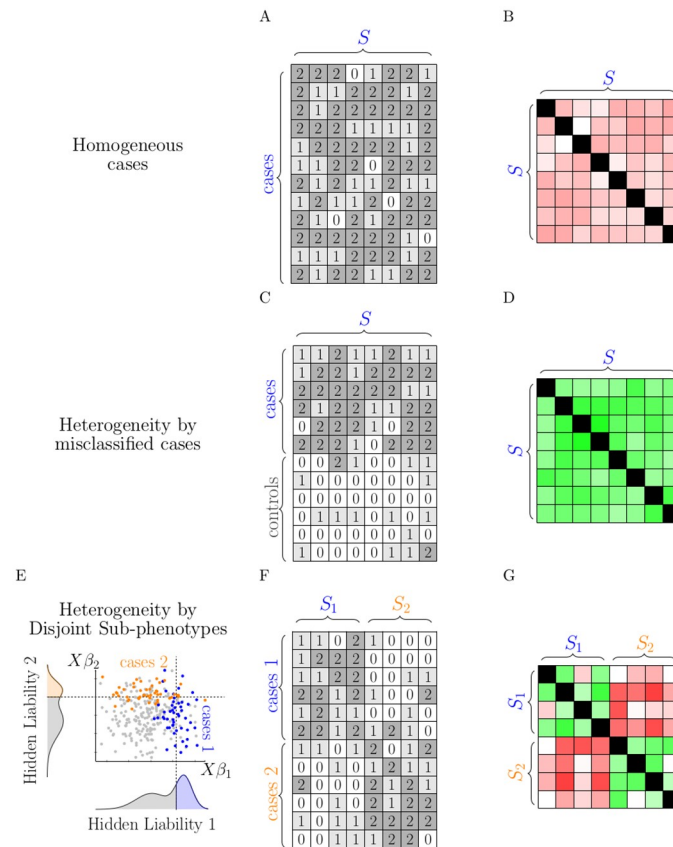 A
S
cases
2 2 2 0 1 2 2 1
2 1 1 2 2 2 1 2
2 1 2 2 2 2 2 2
2 2 2 1 1 1 1 2
1 2 2 2 2 2 2 2
1 1 2 2 0 2 2 2
2 1 2 1 1 2 1 1
1 2 1 1 2 0 2 2
2 1 0 2 1 2 2 2
2 2 2 2 2 2 1 0
1 1 1 2 2 2 1 2
2 1 2 2 1 1 2 2
B
S
S
Homogeneous
cases
C
S
cases
controls
1 1 2 1 1 2 1 1
1 2 2 1 2 2 2 2
2 2 2 2 2 2 1 1
2 1 2 2 1 1 2 2
0 2 2 2 1 0 2 2
2 2 2 1 0 2 2 2
0 0 2 1 0 0 1 1
1 0 0 0 0 0 1 1
0 0 0 0 0 0 0 0
0 1 1 1 0 1 0 1
0 0 0 0 0 0 1 0
1 0 0 0 0 1 1 2
D
S
S
Heterogeneity by
misclassified cases
E
Heterogeneity by
Disjoint Sub-phenotypes
Xβ2
cases 2
cases 1
Xβ1
Hidden Liability 2
Hidden Liability 1
F
S1 S2
cases 1
cases 2
1 1 0 2 1 0 0 0
1 2 2 2 0 0 0 0
1 1 2 2 0 0 1 1
2 2 1 2 1 0 0 2
1 2 1 1 0 0 1 0
2 2 1 2 1 2 1 0
1 1 0 1 2 0 1 2
0 0 1 0 1 2 1 1
2 0 0 0 2 1 2 1
0 0 1 0 2 2 1 2
1 0 1 1 2 2 2 2
0 0 1 1 2 2 2 0
G
S1 S2
S1
S2